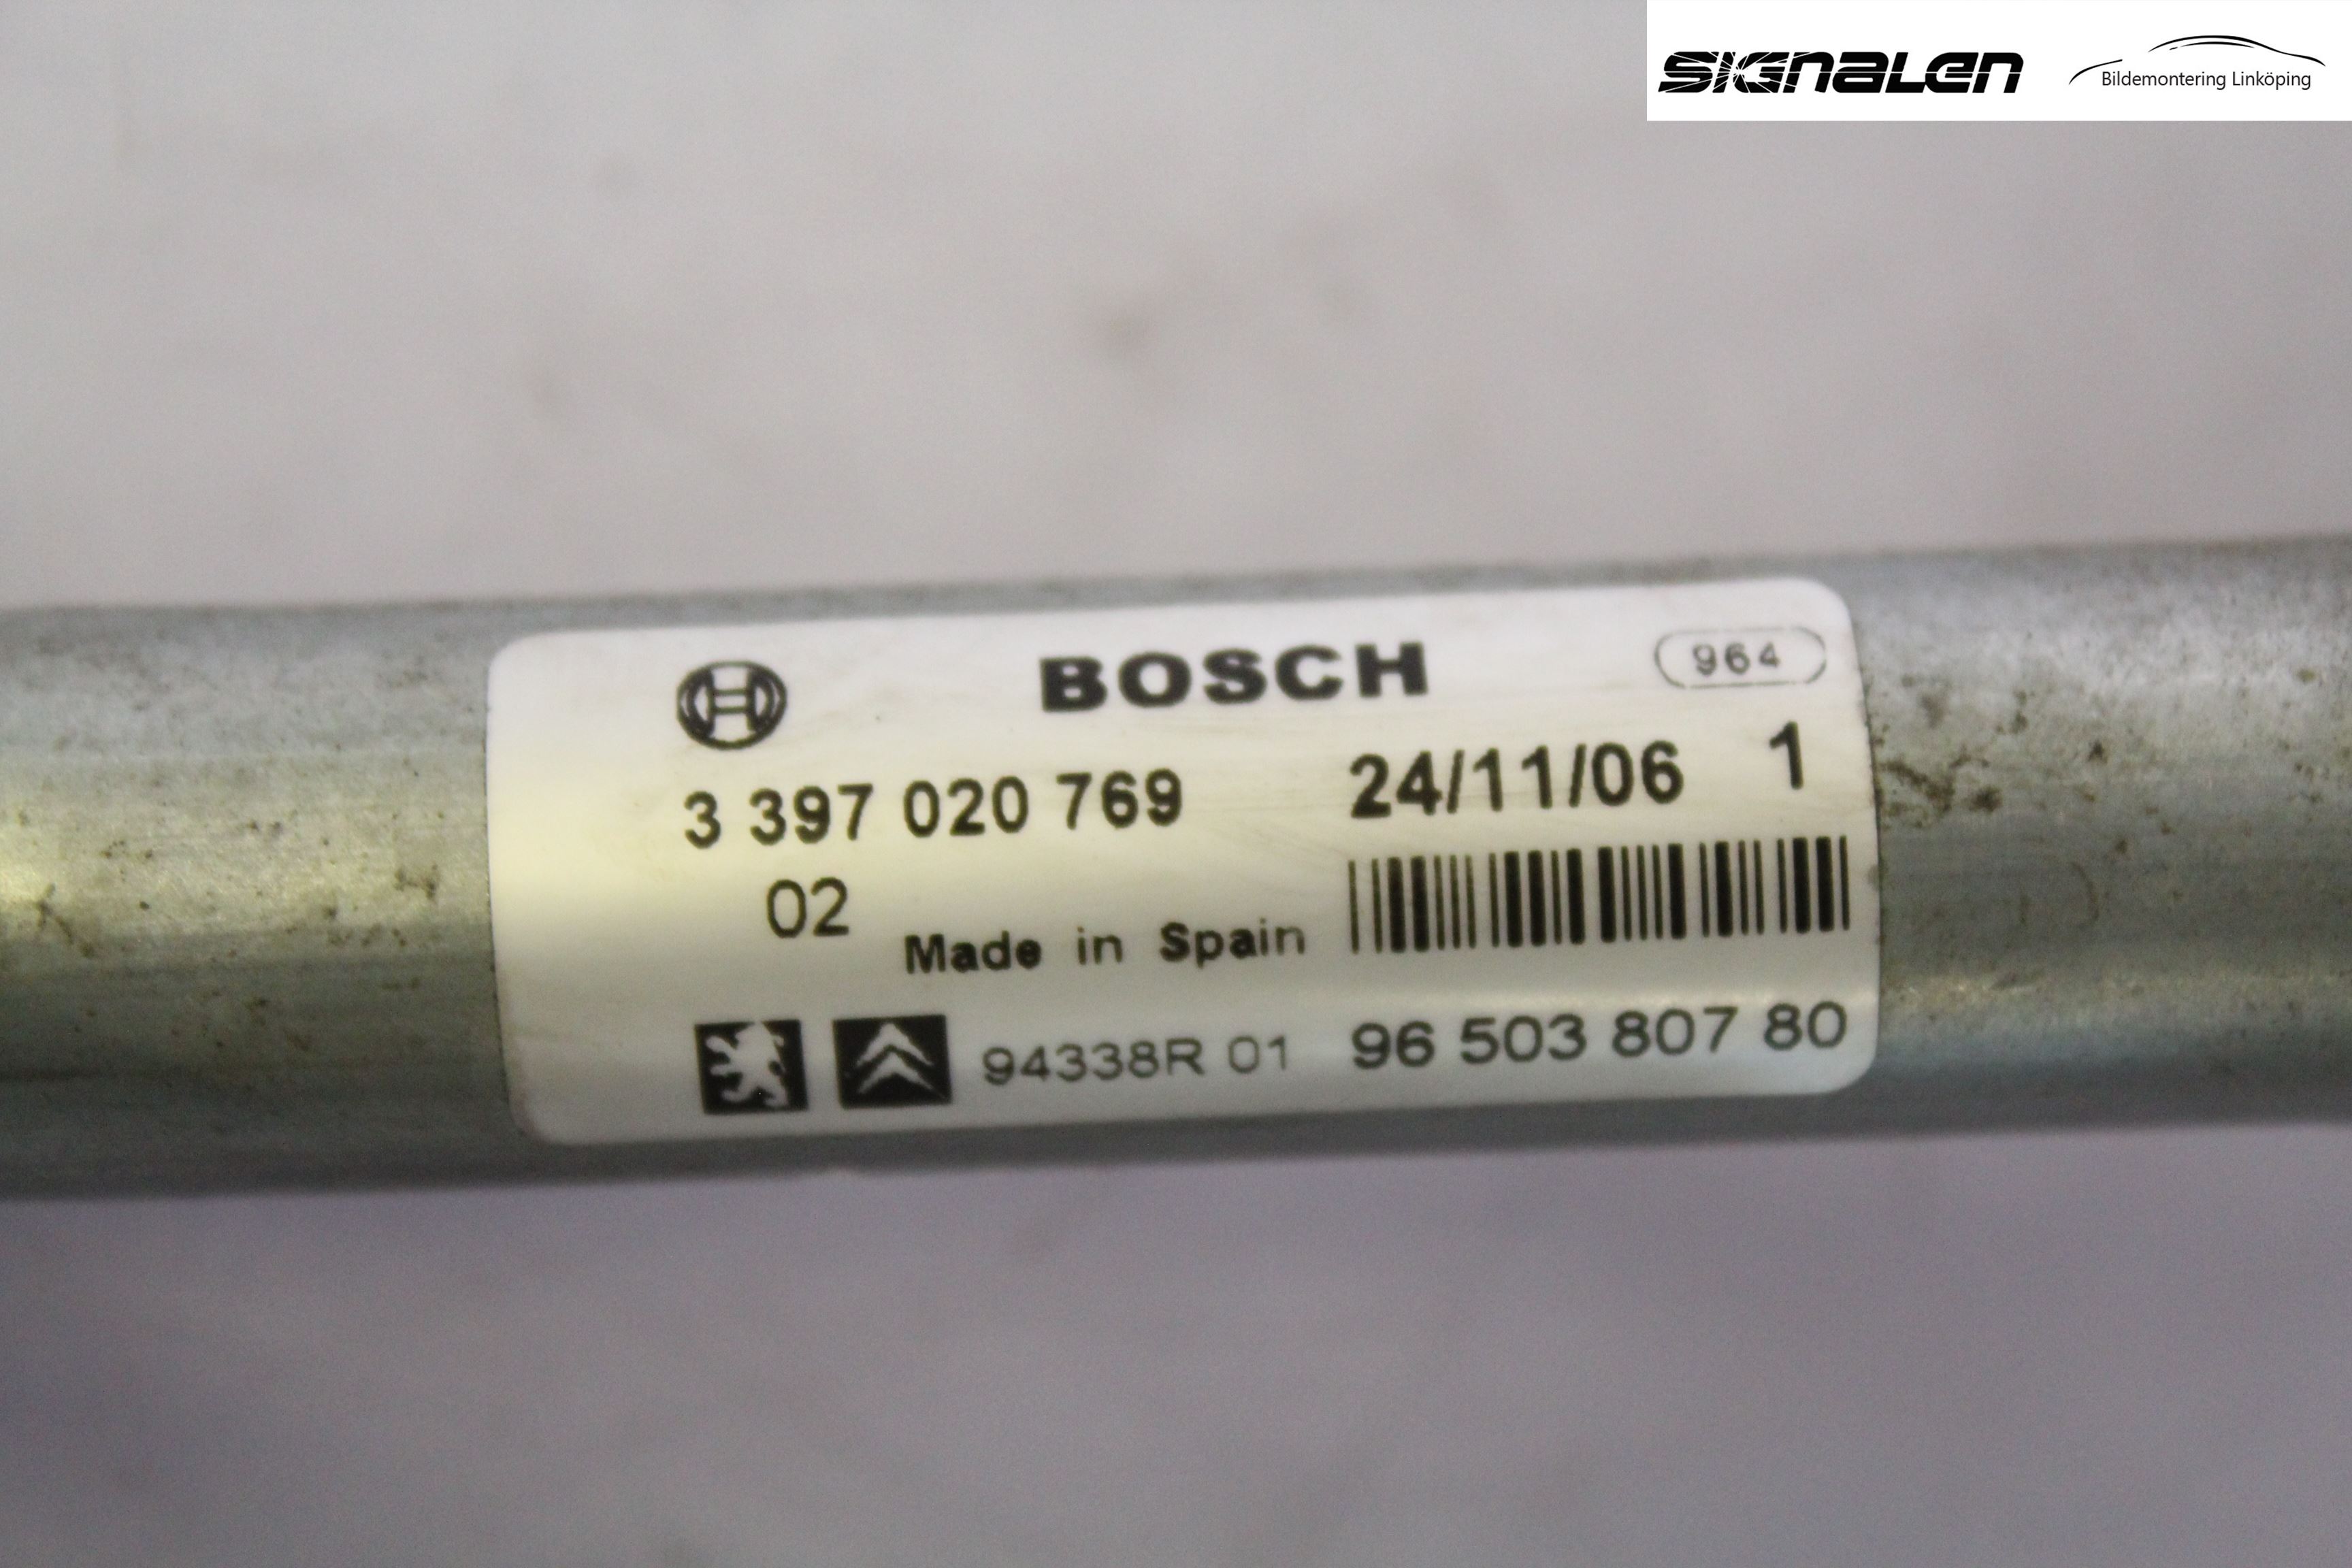 SIGNALEN
Bildemontering Linköping
BOSCH
964
3 397 020 769 24/11/06 1
02
Made in Spain
94338R 01 96 503 807 80